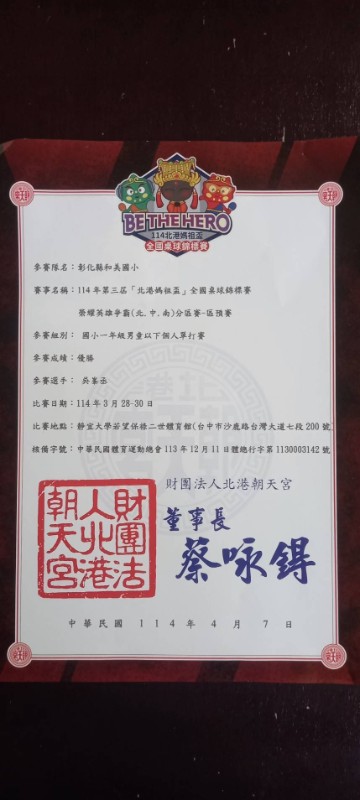 BE THE HERO
114北港媽祖盃
全國桌球錦標賽
參賽隊名：彰化縣和美國小
賽事名稱：114年第三屆「北港媽祖盃」全國桌球錦標賽
榮耀英雄爭霸(北.中.南)分區賽-區預賽
參賽組別： 國小一年級男童以下個人單打賽
參賽成績：優勝
參賽選手： 吳峯丞
比賽日期：114年3月28-30日
比賽地點：靜宜大學若望保祿二世體育館(台中市沙鹿路台灣大道七段200號
核備字號：中華民國體育運動總會113年12月11日體總行字第1130003142號
財團法人北港朝天宮
董事長
蔡咏鍀
財團法人北港朝天宮
中華民國 114年4月7日